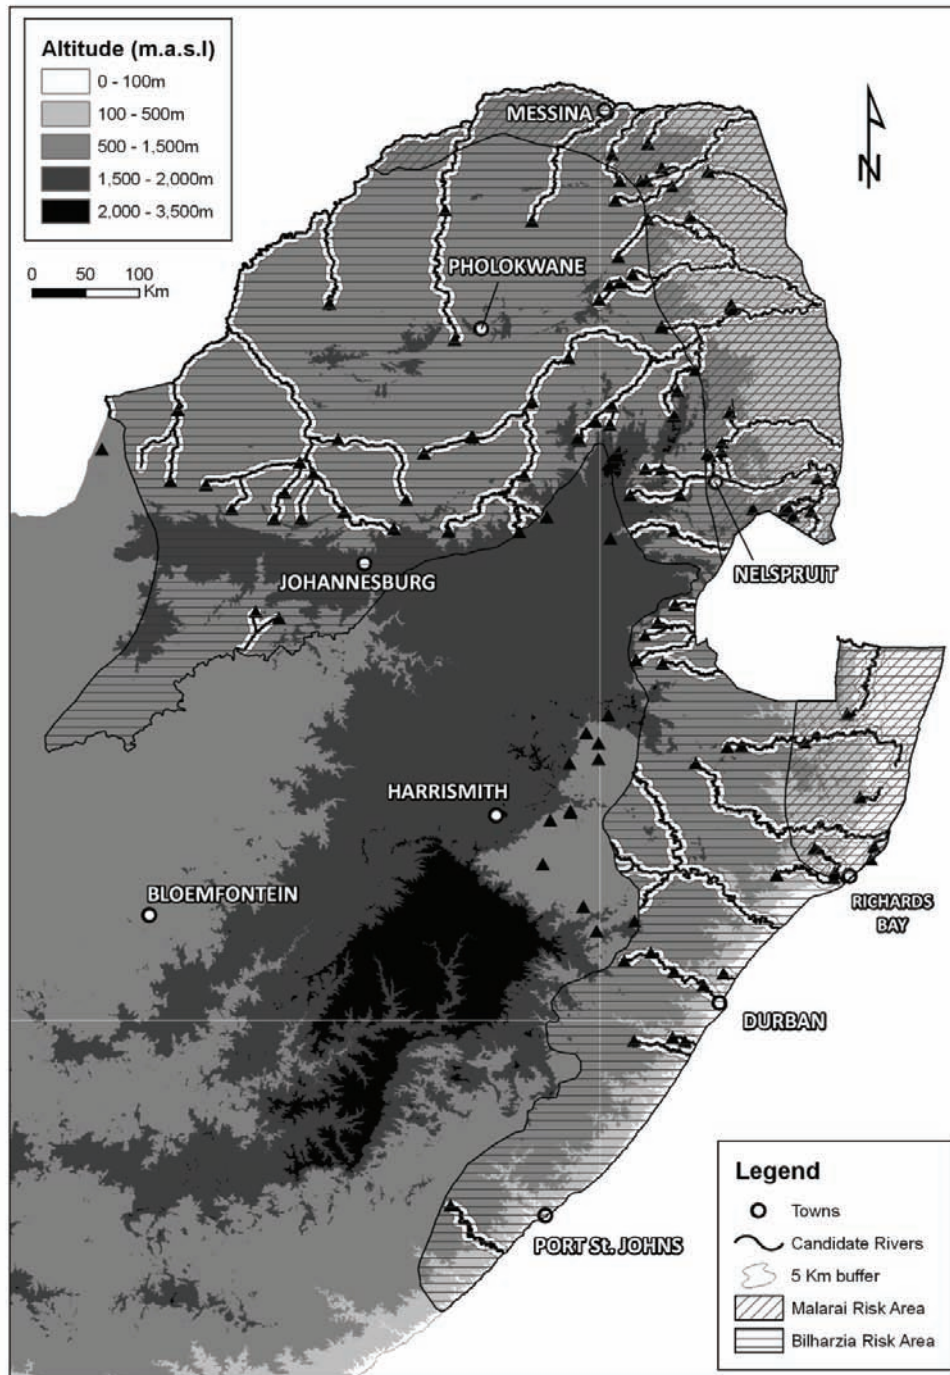 Altitude (m.a.s.l)
0 - 100m
100 - 500m
500 - 1,500m
1,500 - 2,000m
2,000 - 3,500m
0 50 100
Km
N
MESSINA
PHOLOKWANE
JOHANNESBURG
NELSPRUIT
HARRISMITH
BLOEMFONTEIN
RICHARDS
BAY
DURBAN
PORT St. JOHNS
Legend
Towns
Candidate Rivers
5 Km buffer
Malarai Risk Area
Bilharzia Risk Area